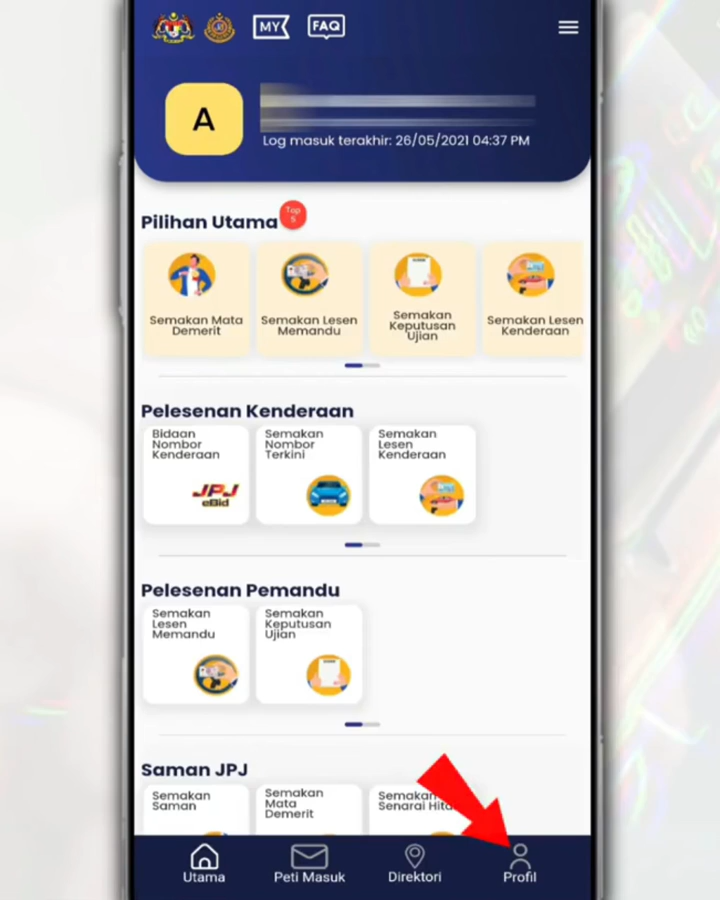 MY
FAQ
A
Log masuk terakhir: 26/05/2021 04:37 PM
Pilihan Utama
Top
5
Semakan Mata
Demerit
Semakan Lesen
Memandu
Semakan
Keputusan
Ujian
Semakan Lesen
Kenderaan
Pelesenan Kenderaan
Bidaan
Nombor
Kenderaan
JPJ
eBid
Semakan
Nombor
Terkini
Semakan
Lesen
Kenderaan
Pelesenan Pemandu
Semakan
Lesen
Memandu
Semakan
Keputusan
Ujian
Saman JPJ
Semakan
Saman
Semakan
Mata
Demerit
Semakan
Senarai
Utama
Peti Masuk
Direktori
Profil